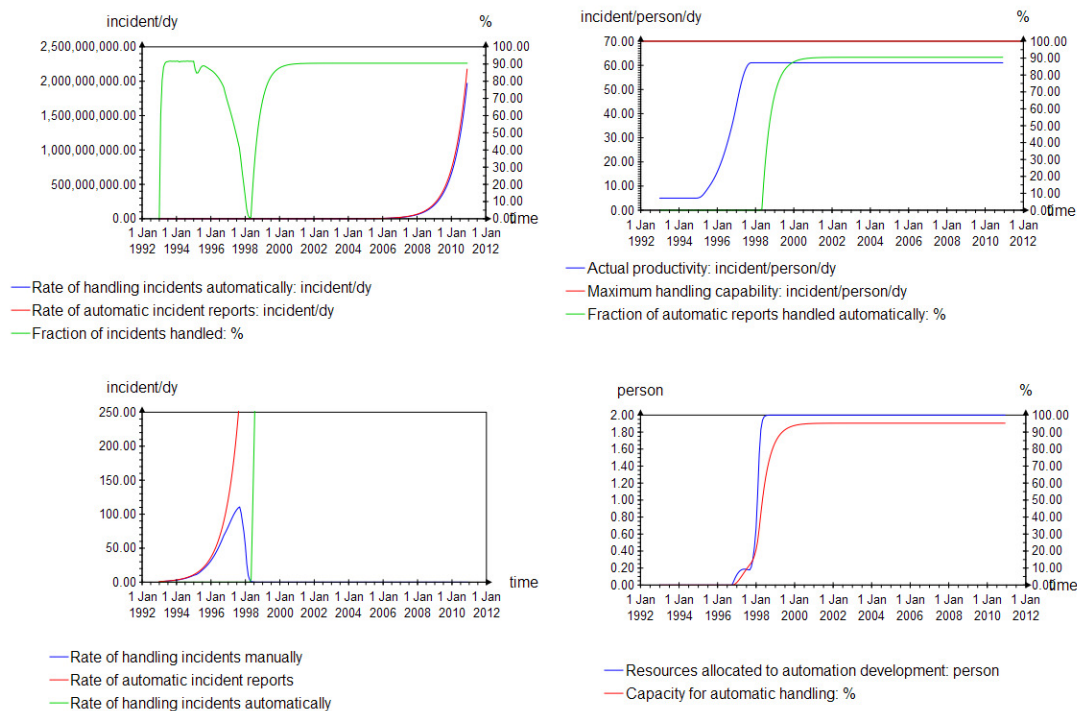 incident/dy
%
2,500,000,000.00
100.00
90.00
2,000,000,000.00
80.00
70.00
1,500,000,000.00
60.00
50.00
1,000,000,000.00
40.00
30.00
500,000,000.00
20.00
10.00
0.00
0.00
time
1 Jan 1 Jan 1 Jan 1 Jan 1 Jan 1 Jan 1 Jan 1 Jan 1 Jan 1 Jan 1 Jan
1992 1994 1996 1998 2000 2002 2004 2006 2008 2010 2012
Rate of handling incidents automatically: incident/dy
Rate of automatic incident reports: incident/dy
Fraction of incidents handled: %
incident/person/dy
%
70.00
100.00
90.00
60.00
80.00
50.00
70.00
60.00
40.00
50.00
30.00
40.00
20.00
30.00
20.00
10.00
10.00
0.00
0.00
time
1 Jan 1 Jan 1 Jan 1 Jan 1 Jan 1 Jan 1 Jan 1 Jan 1 Jan 1 Jan 1 Jan
1992 1994 1996 1998 2000 2002 2004 2006 2008 2010 2012
Actual productivity: incident/person/dy
Maximum handling capability: incident/person/dy
Fraction of automatic reports handled automatically: %
incident/dy
250.00
200.00
150.00
100.00
50.00
0.00
time
1 Jan 1 Jan 1 Jan 1 Jan 1 Jan 1 Jan 1 Jan 1 Jan 1 Jan 1 Jan 1 Jan
1992 1994 1996 1998 2000 2002 2004 2006 2008 2010 2012
Rate of handling incidents manually
Rate of automatic incident reports
Rate of handling incidents automatically
person
%
2.00
100.00
1.80
90.00
1.60
80.00
1.40
70.00
1.20
60.00
1.00
50.00
0.80
40.00
0.60
30.00
0.40
20.00
0.20
10.00
0.00
0.00
time
1 Jan 1 Jan 1 Jan 1 Jan 1 Jan 1 Jan 1 Jan 1 Jan 1 Jan 1 Jan 1 Jan
1992 1994 1996 1998 2000 2002 2004 2006 2008 2010 2012
Resources allocated to automation development: person
Capacity for automatic handling: %